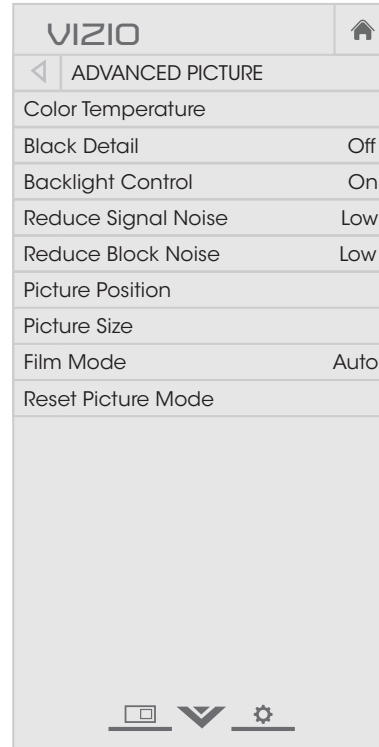 VIZIO
ADVANCED PICTURE
Color Temperature
Black Detail Off
Backlight Control On
Reduce Signal Noise Low
Reduce Block Noise Low
Picture Position
Picture Size
Film Mode Auto
Reset Picture Mode